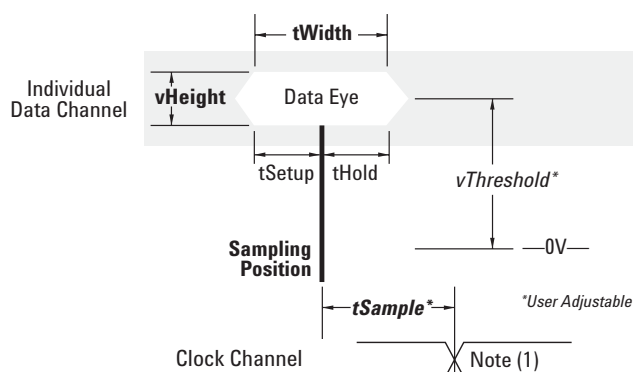 tWidth
Individual
Data Channel
vHeight
Data Eye
tSetup
tHold
vThreshold*
Sampling
Position
0V
tSample*
*User Adjustable
Clock Channel
Note (1)